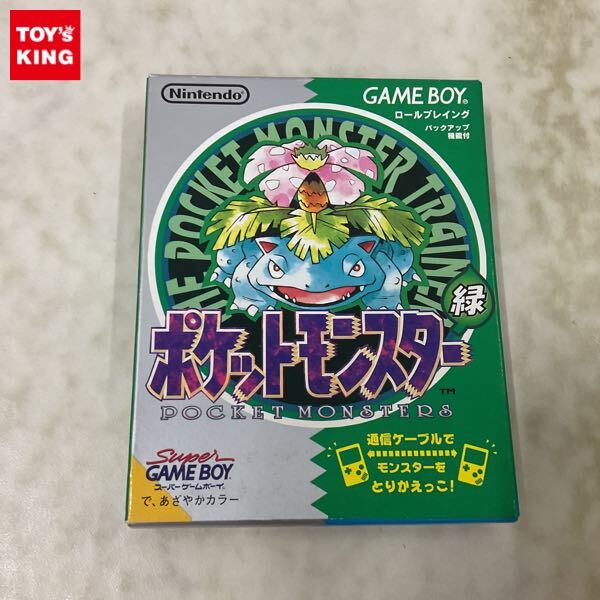 TOY'S
KING
Nintendo
GAME BOY®
ロールプレイング
バックアップ
機能付
THE POCKET MONSTER TRAINER
緑
ポケットモンスター
TM
POCKET MONSTERS
通信ケーブルで
モンスターを
とりかえっこ!
Super
GAME BOY
スーパーゲームボーイ
で、あざやかカラー